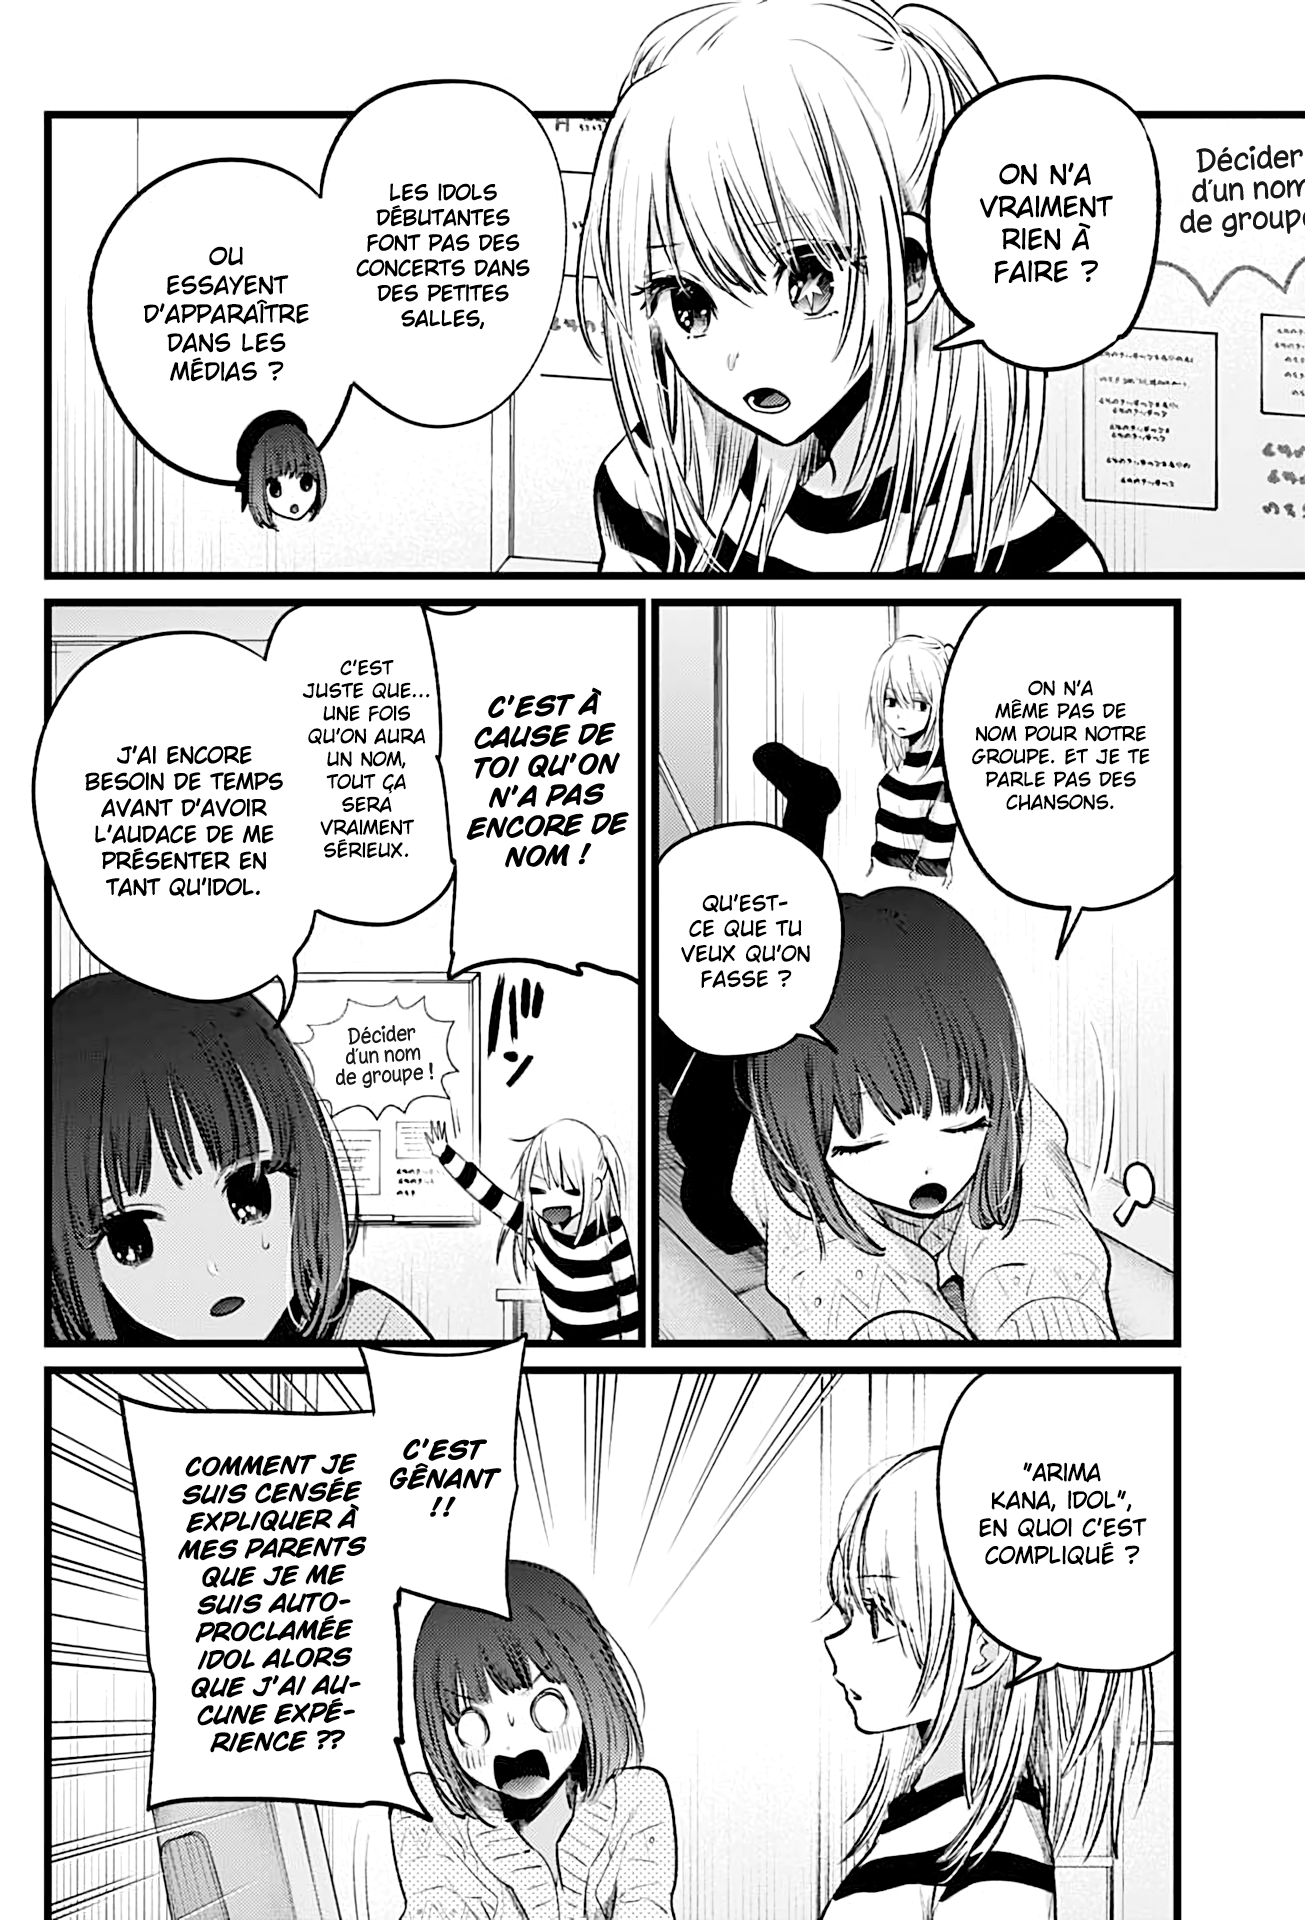 Décider
d'un nom
de groupe
ON N'A
VRAIMENT
RIEN À
FAIRE ?
LES IDOLS
DÉBUTANTES
FONT PAS DES
CONCERTS DANS
DES PETITES
SALLES,
OU
ESSAYENT
D'APPARAÎTRE
DANS LES
MÉDIAS ?
ON N'A
MÊME PAS DE
NOM POUR NOTRE
GROUPE. ET JE TE
PARLE PAS DES
CHANSONS.
QU'EST-
CE QUE TU
VEUX QU'ON
FASSE ?
C'EST À
CAUSE DE
TOI QU'ON
N'A PAS
ENCORE DE
NOM !
C'EST
JUSTE QUE...
UNE FOIS
QU'ON AURA
UN NOM,
TOUT ÇA
SERA
VRAIMENT
SÉRIEUX.
J'AI ENCORE
BESOIN DE TEMPS
AVANT D'AVOIR
L'AUDACE DE ME
PRÉSENTER EN
TANT QU'IDOL.
Décider
d'un nom
de groupe !
ドン
"ARIMA
KANA, IDOL",
EN QUOI C'EST
COMPLIQUÉ ?
C'EST
GÊNANT
!!
COMMENT JE
SUIS CENSÉE
EXPLIQUER À
MES PARENTS
QUE JE ME
SUIS AUTO-
PROCLAMÉE
IDOL ALORS
QUE J'AI AU-
CUNE EXPÉ-
RIENCE ??